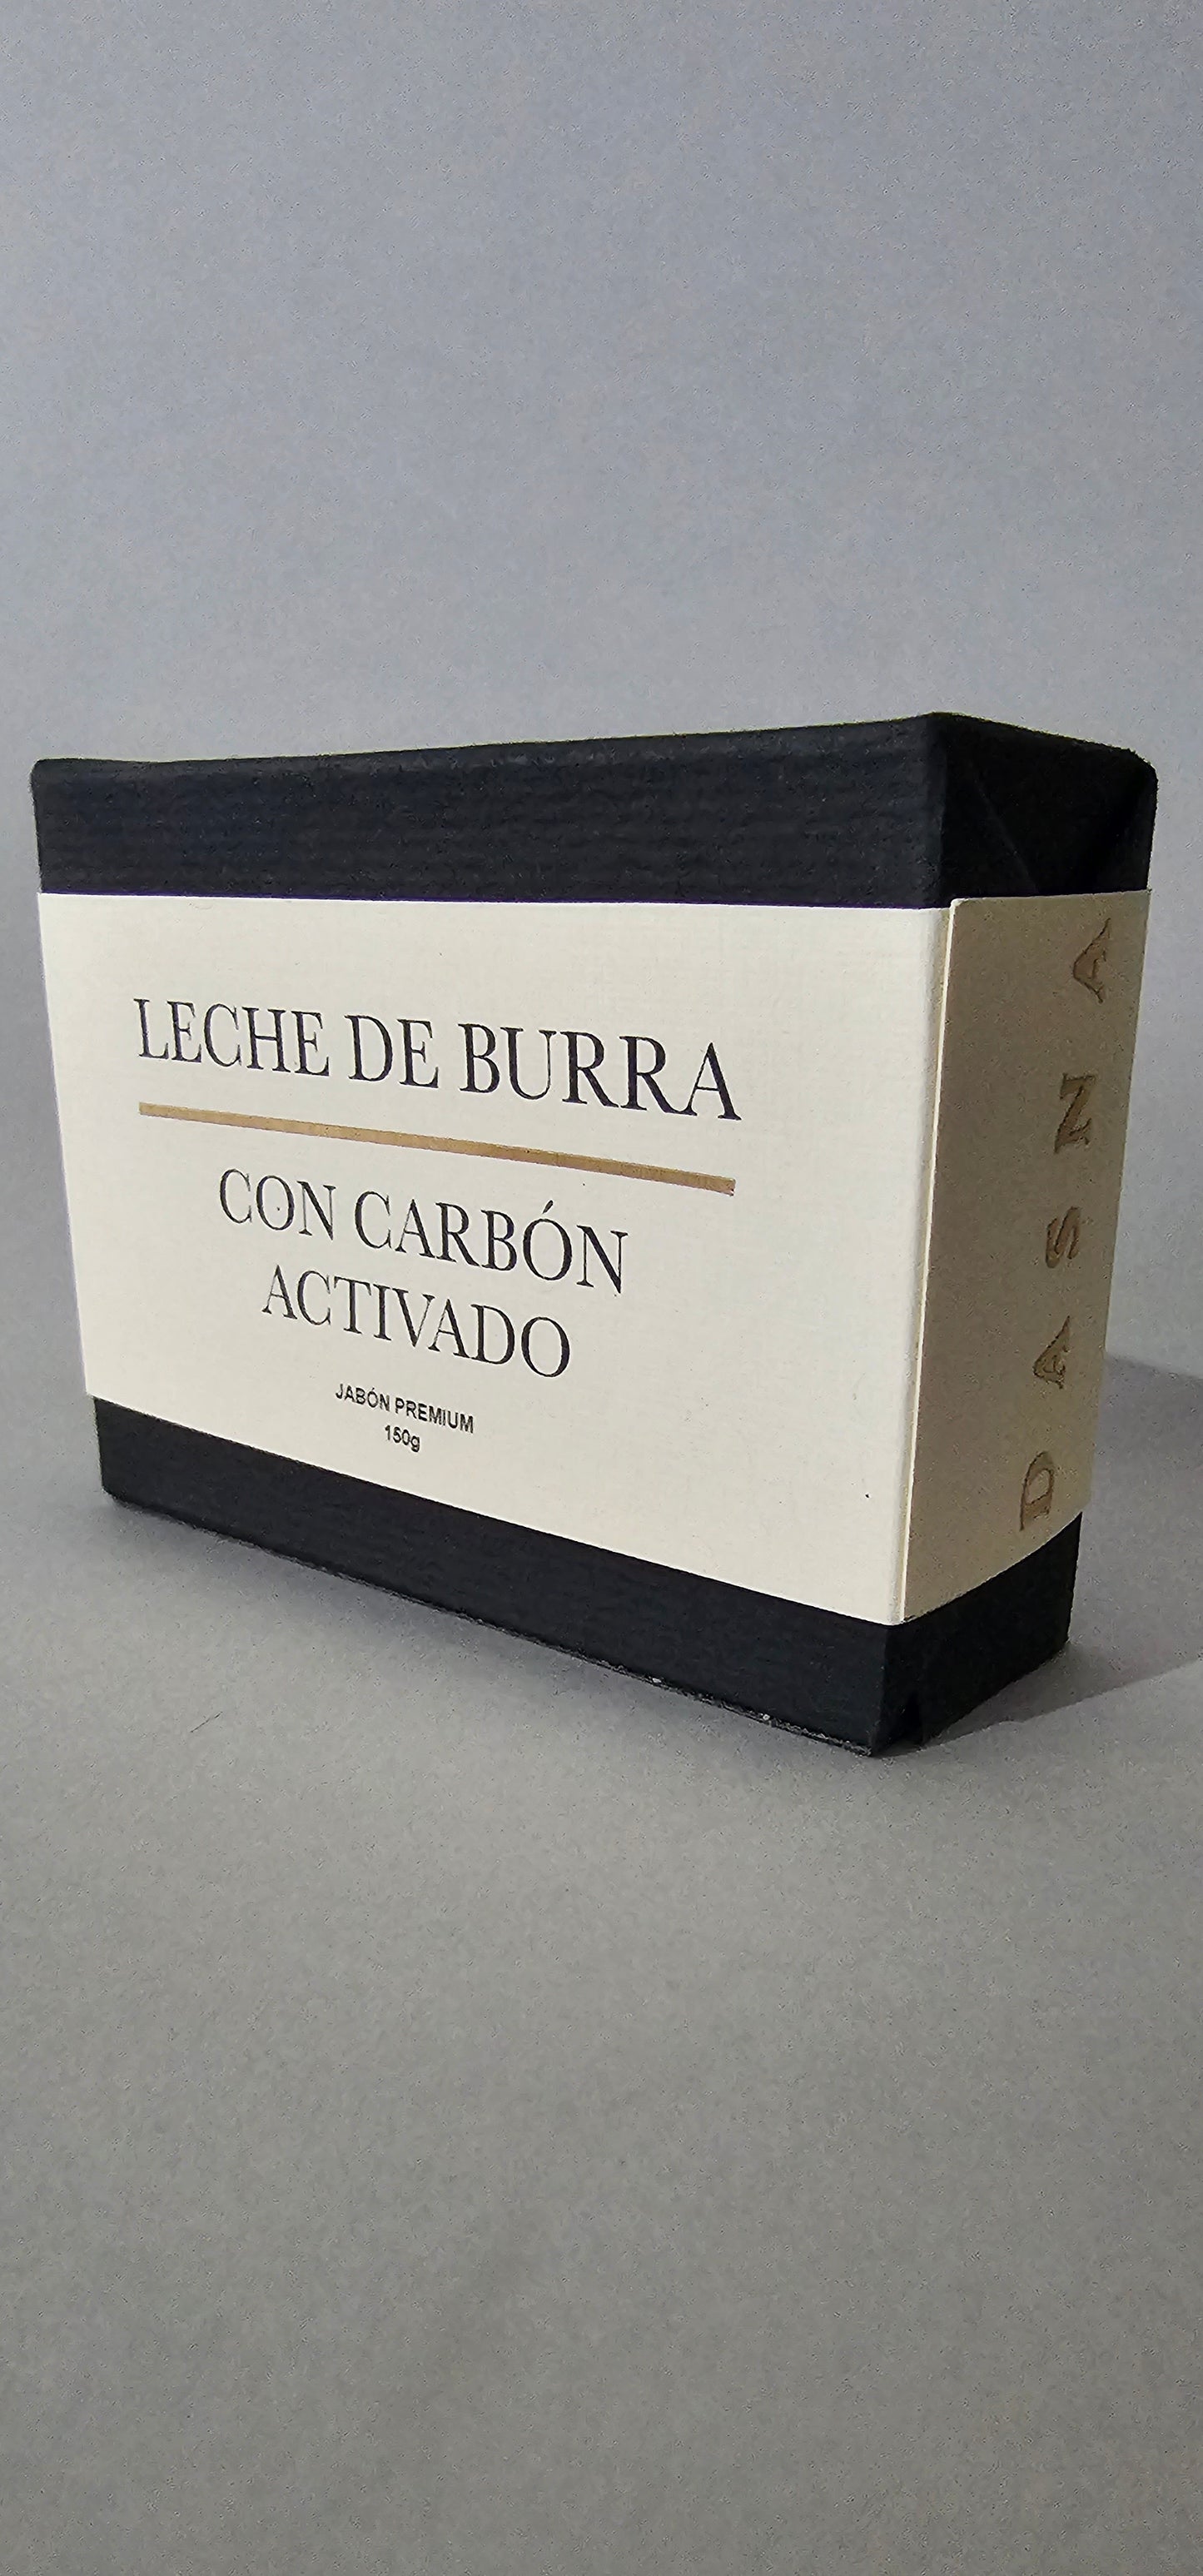 LECHE DE BURRA
CON CARBÓN
ACTIVADO
JABÓN PREMIUM
150g
DASNA